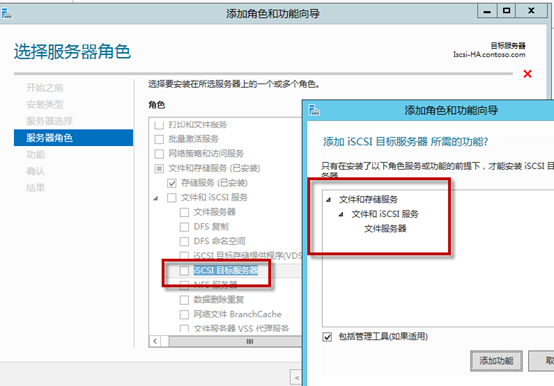 添加角色和功能向导
选择服务器角色
目标服务器
Iscsi-HA.contoso.com
开始之前
安装类型
服务器选择
服务器角色
功能
确认
结果
选择要安装在所选服务器上的一个或多个角色。
角色
打印和文件服务
批量激活服务
网络策略和访问服务
文件和存储服务 (已安装)
存储服务 (已安装)
文件和 iSCSI 服务
文件服务器
DFS 复制
DFS 命名空间
iSCSI 目标存储提供程序(VDS
iSCSI 目标服务器
NFS 服务器
数据删除重复
网络文件 BranchCache
文件服务器 VSS 代理服务
添加角色和功能向导
添加 iSCSI 目标服务器 所需的功能?
只有在安装了以下角色服务或功能的前提下，才能安装 iSCSI 目
务器。
文件和存储服务
文件和 iSCSI 服务
文件服务器
包括管理工具(如果适用)
添加功能
取